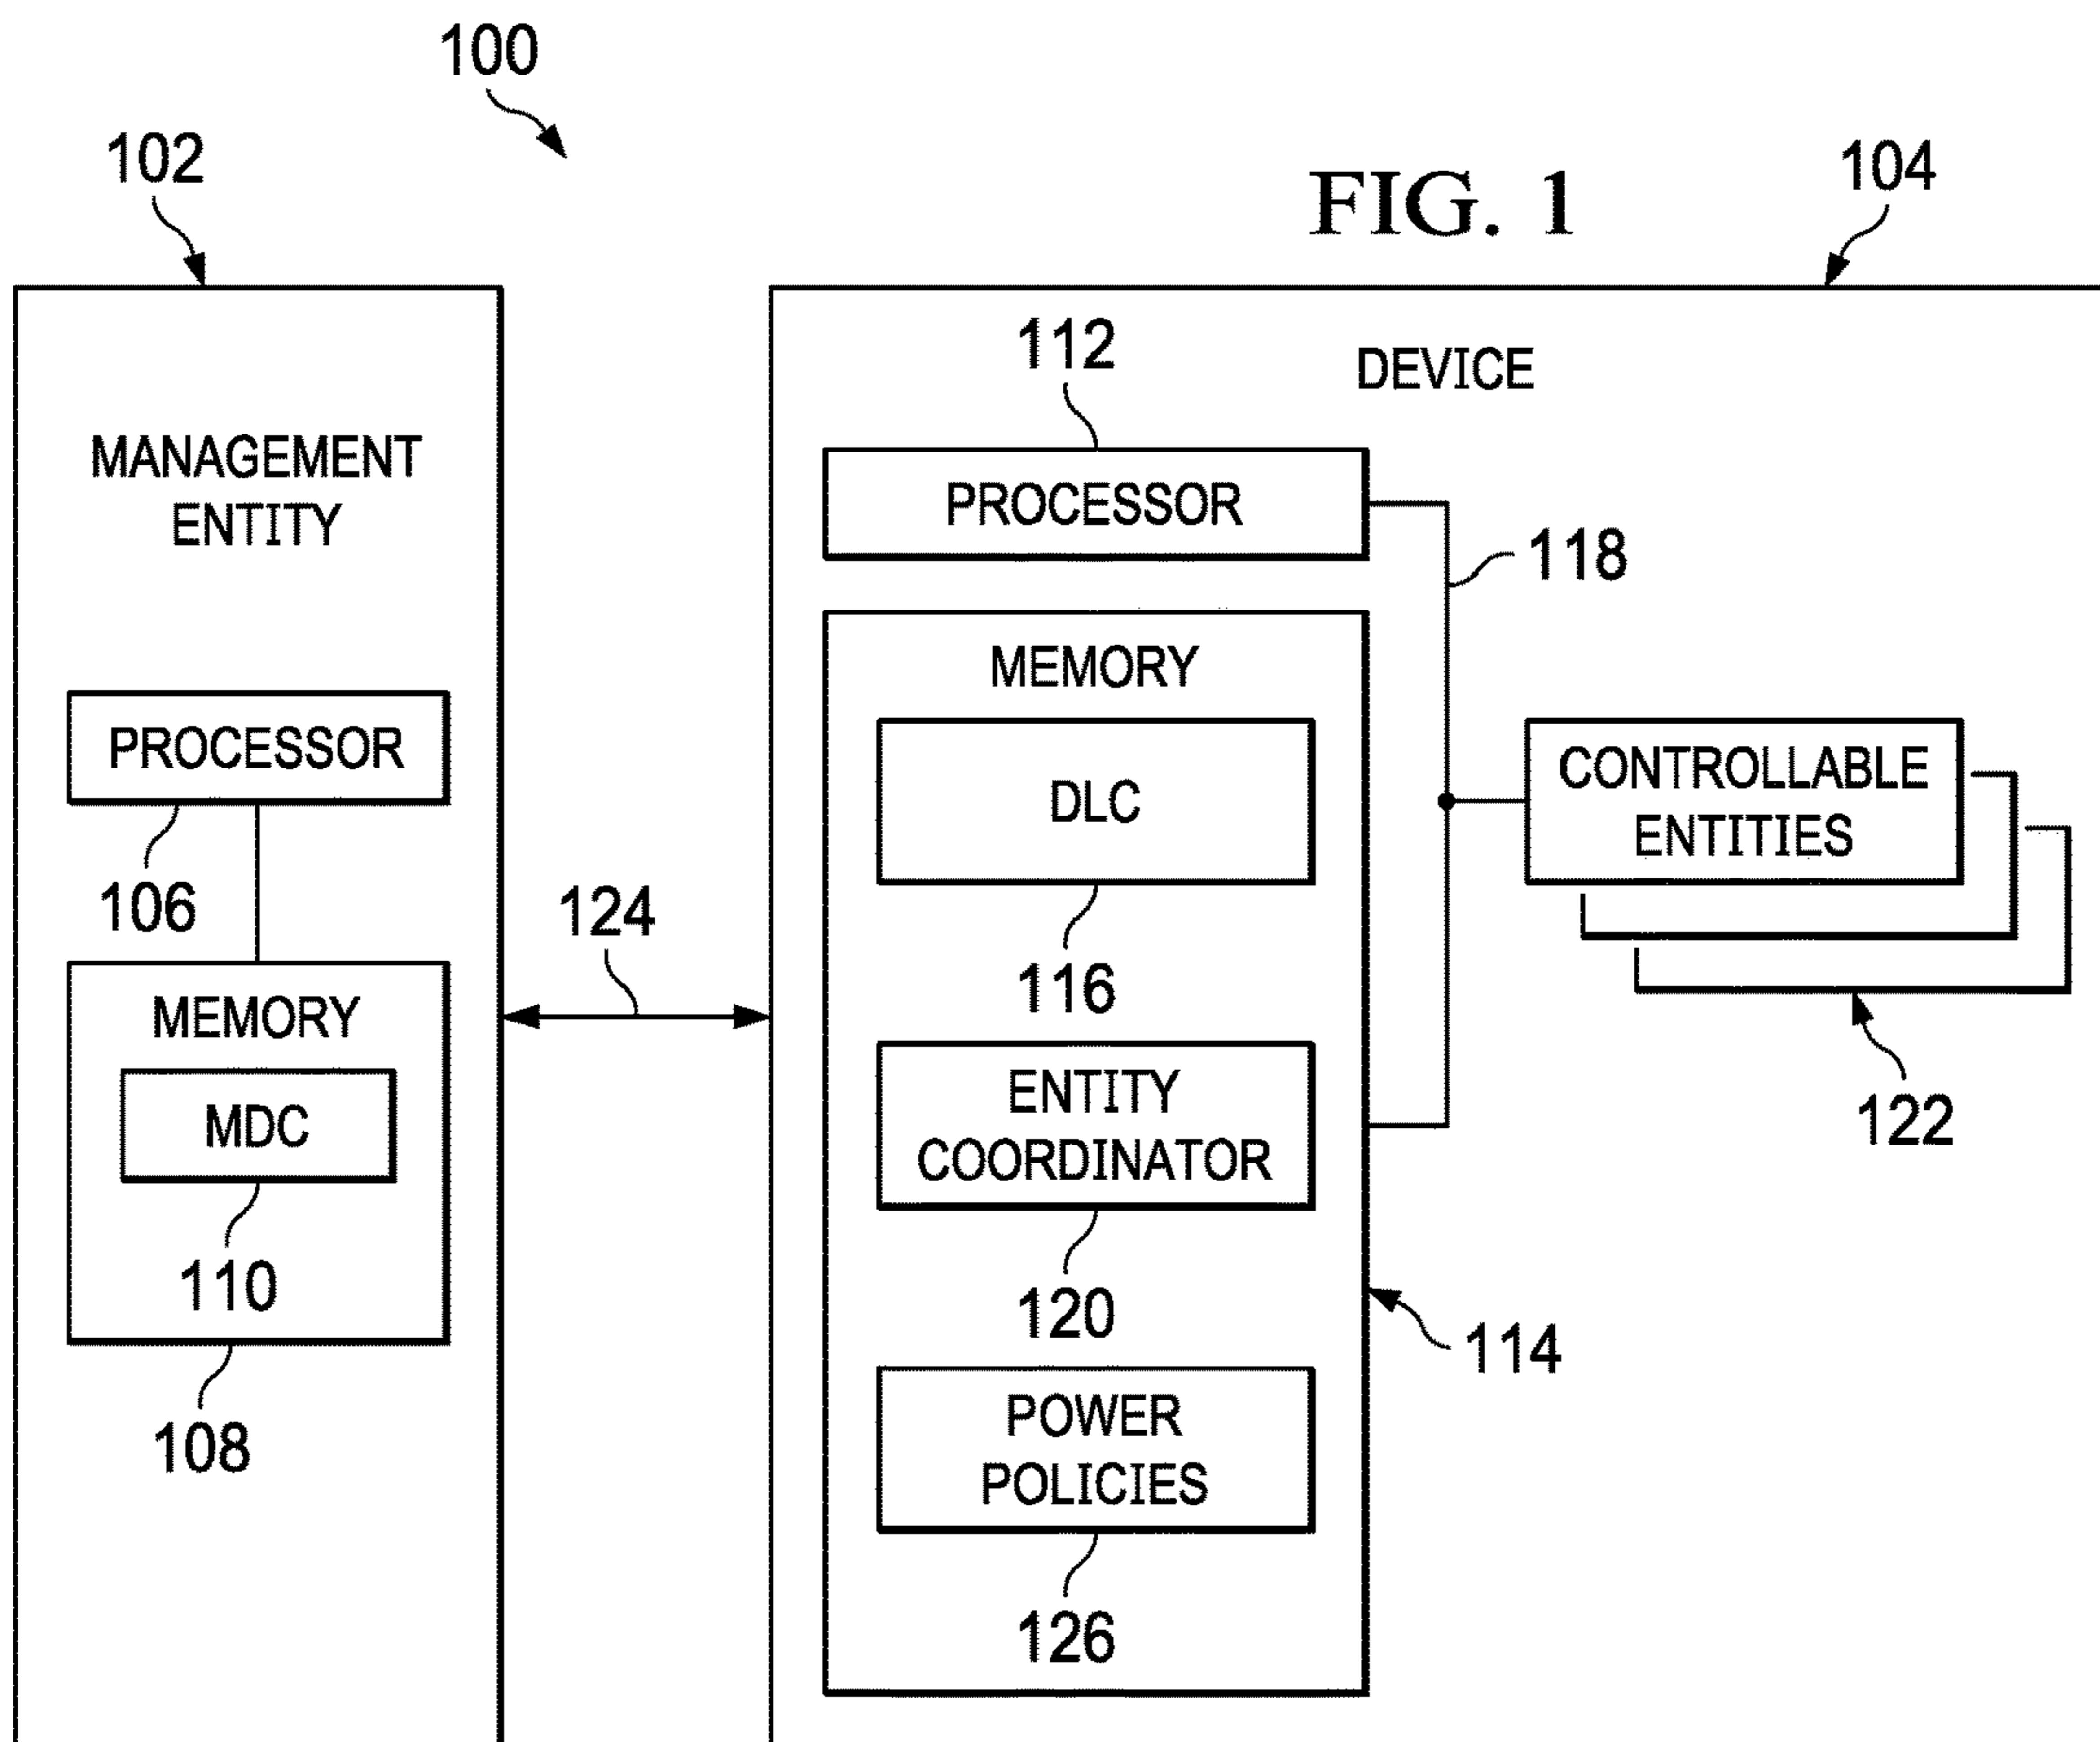 100
102
FIG. 1
104
MANAGEMENT
ENTITY
PROCESSOR
106
MEMORY
MDC
110
108
124
DEVICE
112
PROCESSOR
118
MEMORY
DLC
116
ENTITY
COORDINATOR
120
POWER
POLICIES
126
114
CONTROLLABLE
ENTITIES
122